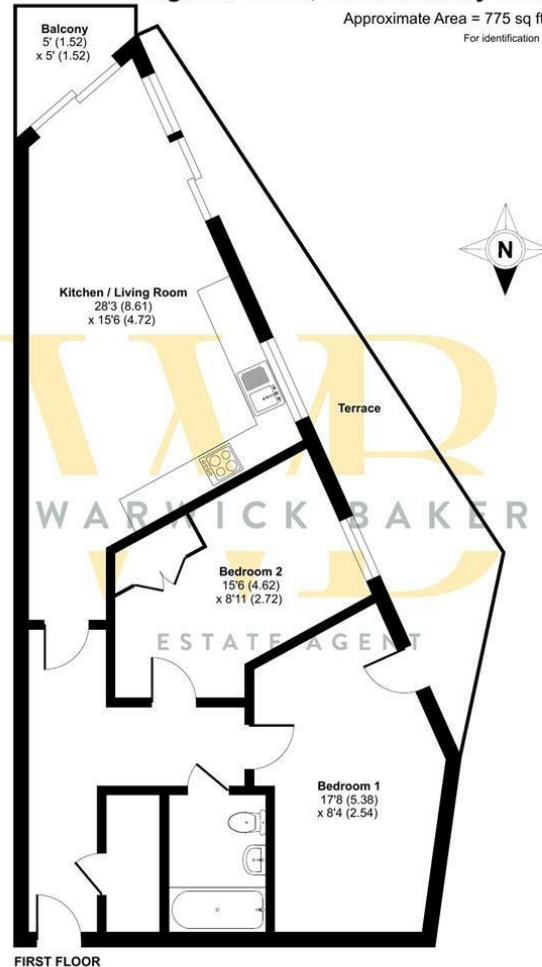 Approximate Area = 775 sq ft
For identification
Balcony
5' (1.52)
x 5' (1.52)
N
Kitchen / Living Room
28'3 (8.61)
x 15'6 (4.72)
Terrace
WB
WARWICK BAKER
ESTATE AGENT
Bedroom 2
15'6 (4.62)
x 8'11 (2.72)
Bedroom 1
17'8 (5.38)
x 8'4 (2.54)
FIRST FLOOR